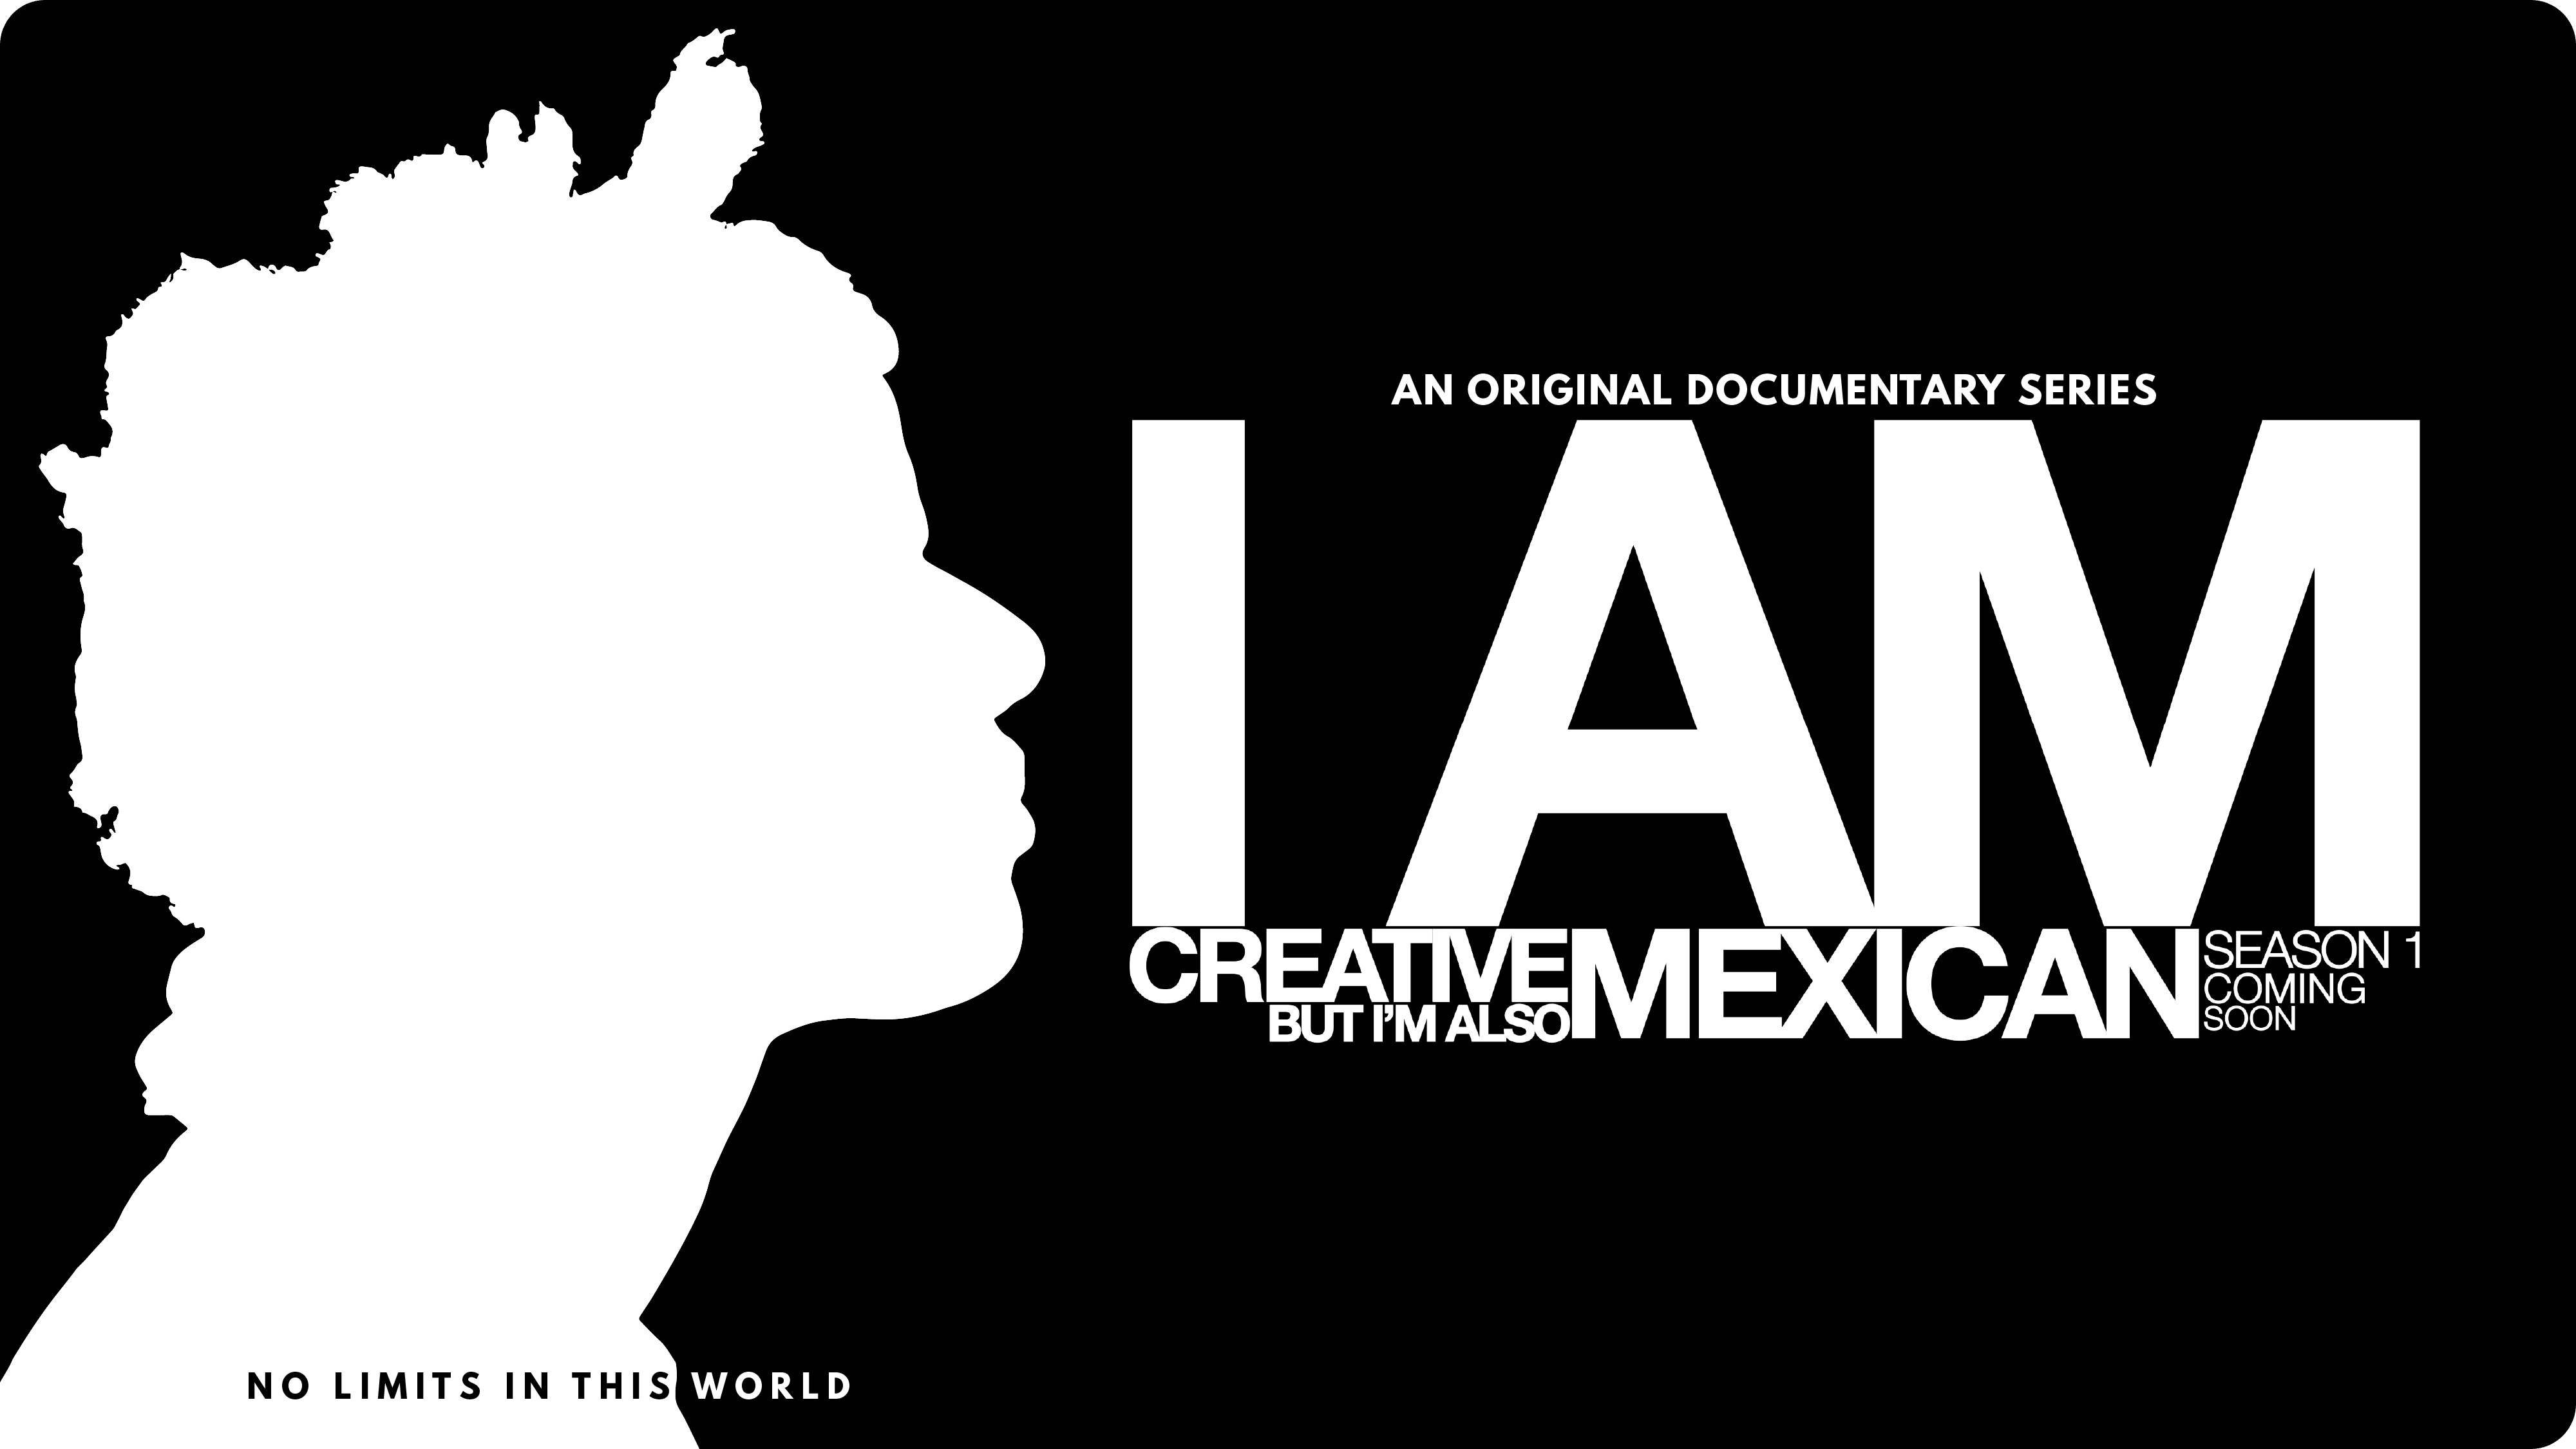 AN ORIGINAL DOCUMENTARY SERIES
I AM
CREATIVE
BUT I'M ALSO
MEXICAN
SEASON 1
COMING
SOON
NO LIMITS IN THIS WORLD